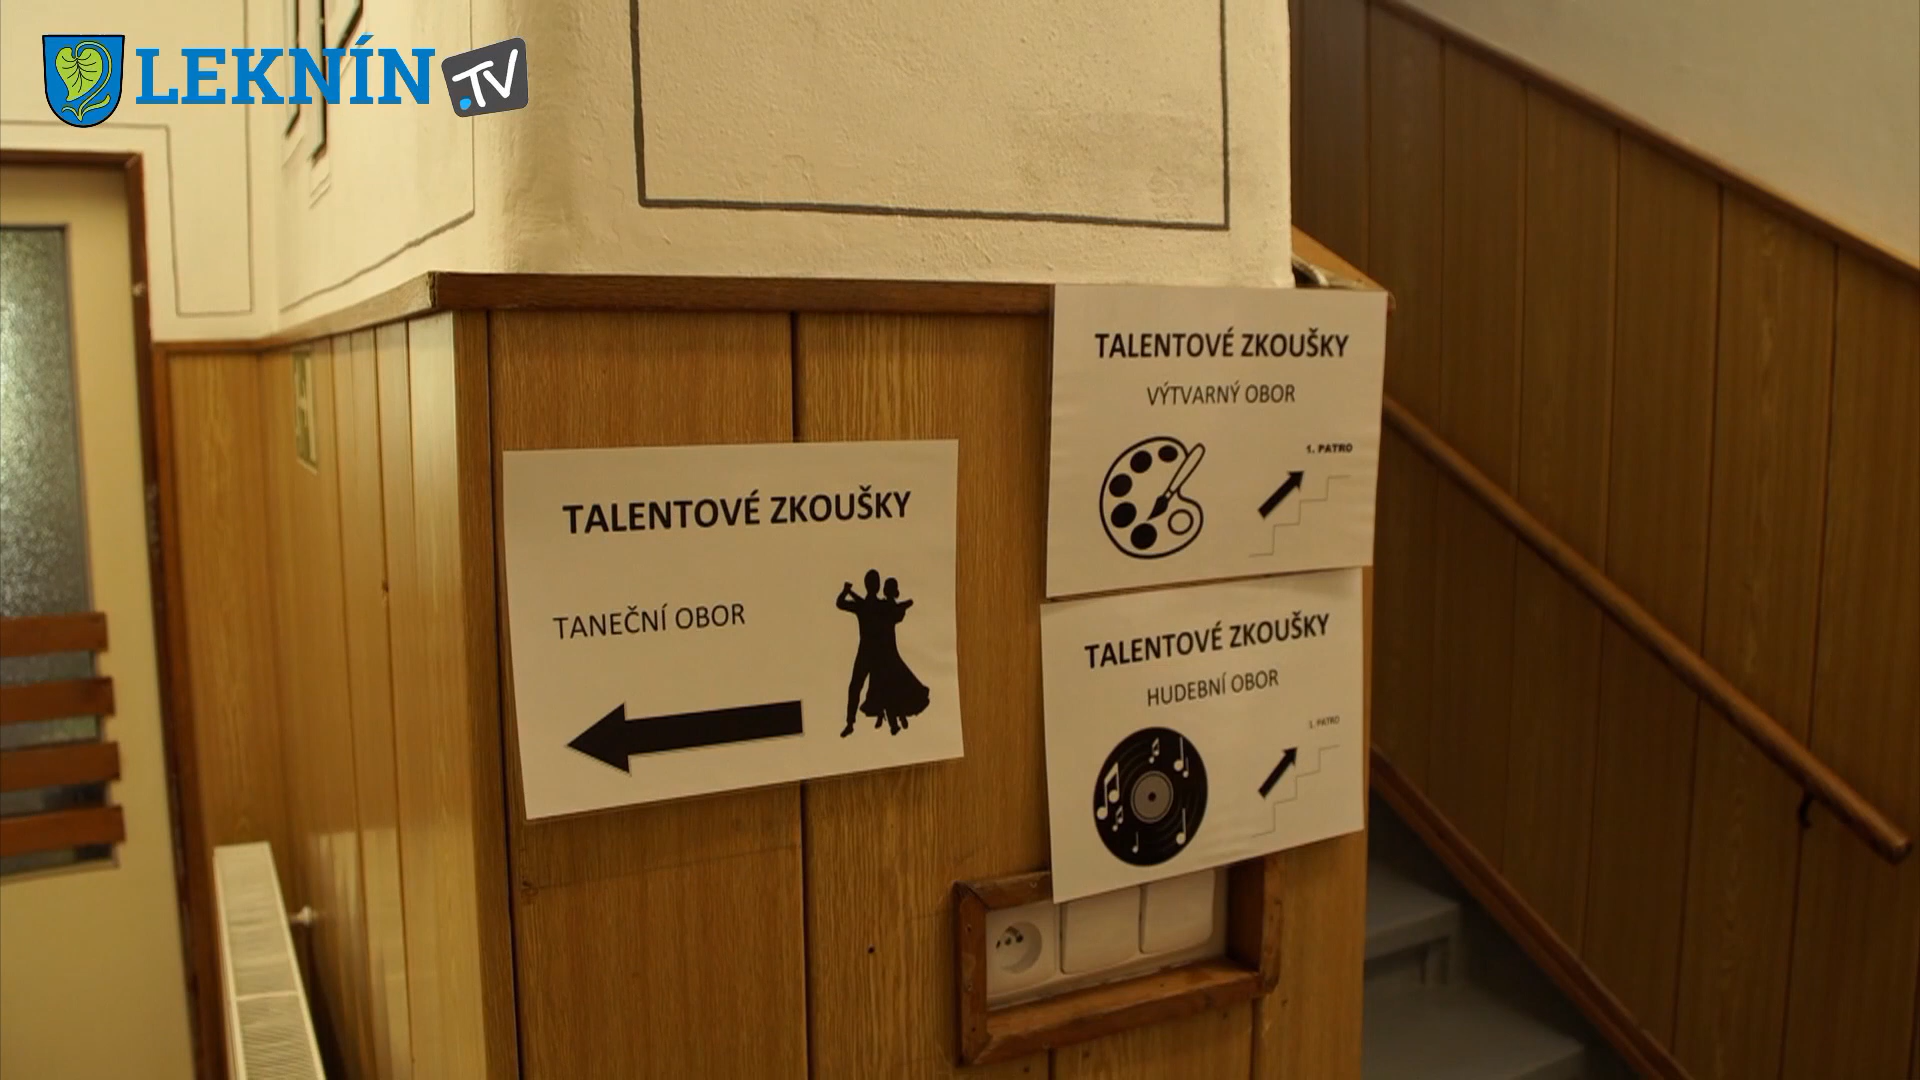 LEKNÍN.TV
TALENTOVÉ ZKOUŠKY
TANEČNÍ OBOR
TALENTOVÉ ZKOUŠKY
VÝTVARNÝ OBOR
1. PATRO
TALENTOVÉ ZKOUŠKY
HUDEBNÍ OBOR
1. PATRO